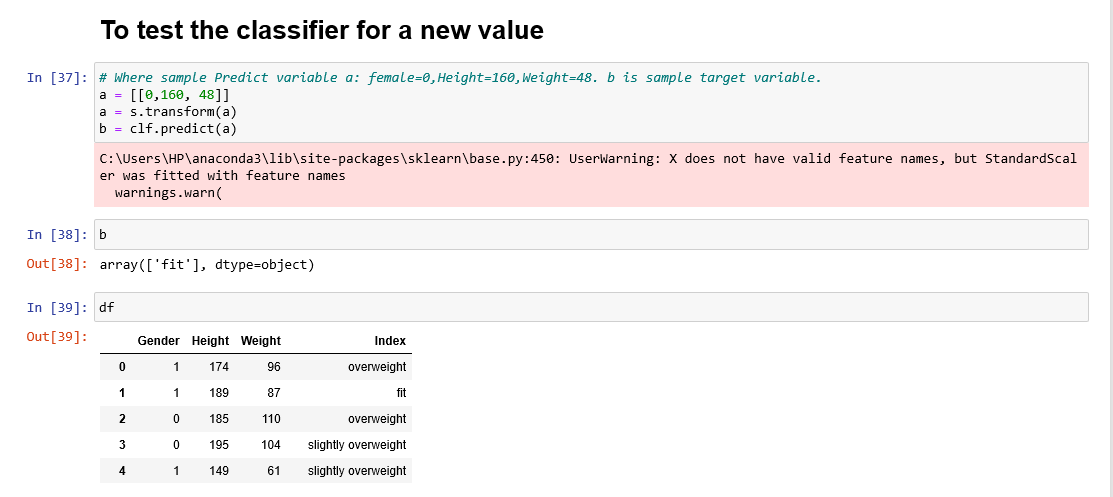 To test the classifier for a new value
In [37]: # Where sample Predict variable a: female=0,Height=160,Weight=48. b is sample target variable.
a = [[0,160, 48]]
a = s.transform(a)
b = clf.predict(a)
C:\Users\HP\anaconda3\lib\site-packages\sklearn\base.py:450: UserWarning: X does not have valid feature names, but StandardScal
er was fitted with feature names
warnings.warn(
In [38]: b
Out[38]: array(['fit'], dtype=object)
In [39]: df
Out[39]:
Gender Height Weight Index
0 1 174 96 overweight
1 1 189 87 fit
2 0 185 110 overweight
3 0 195 104 slightly overweight
4 1 149 61 slightly overweight